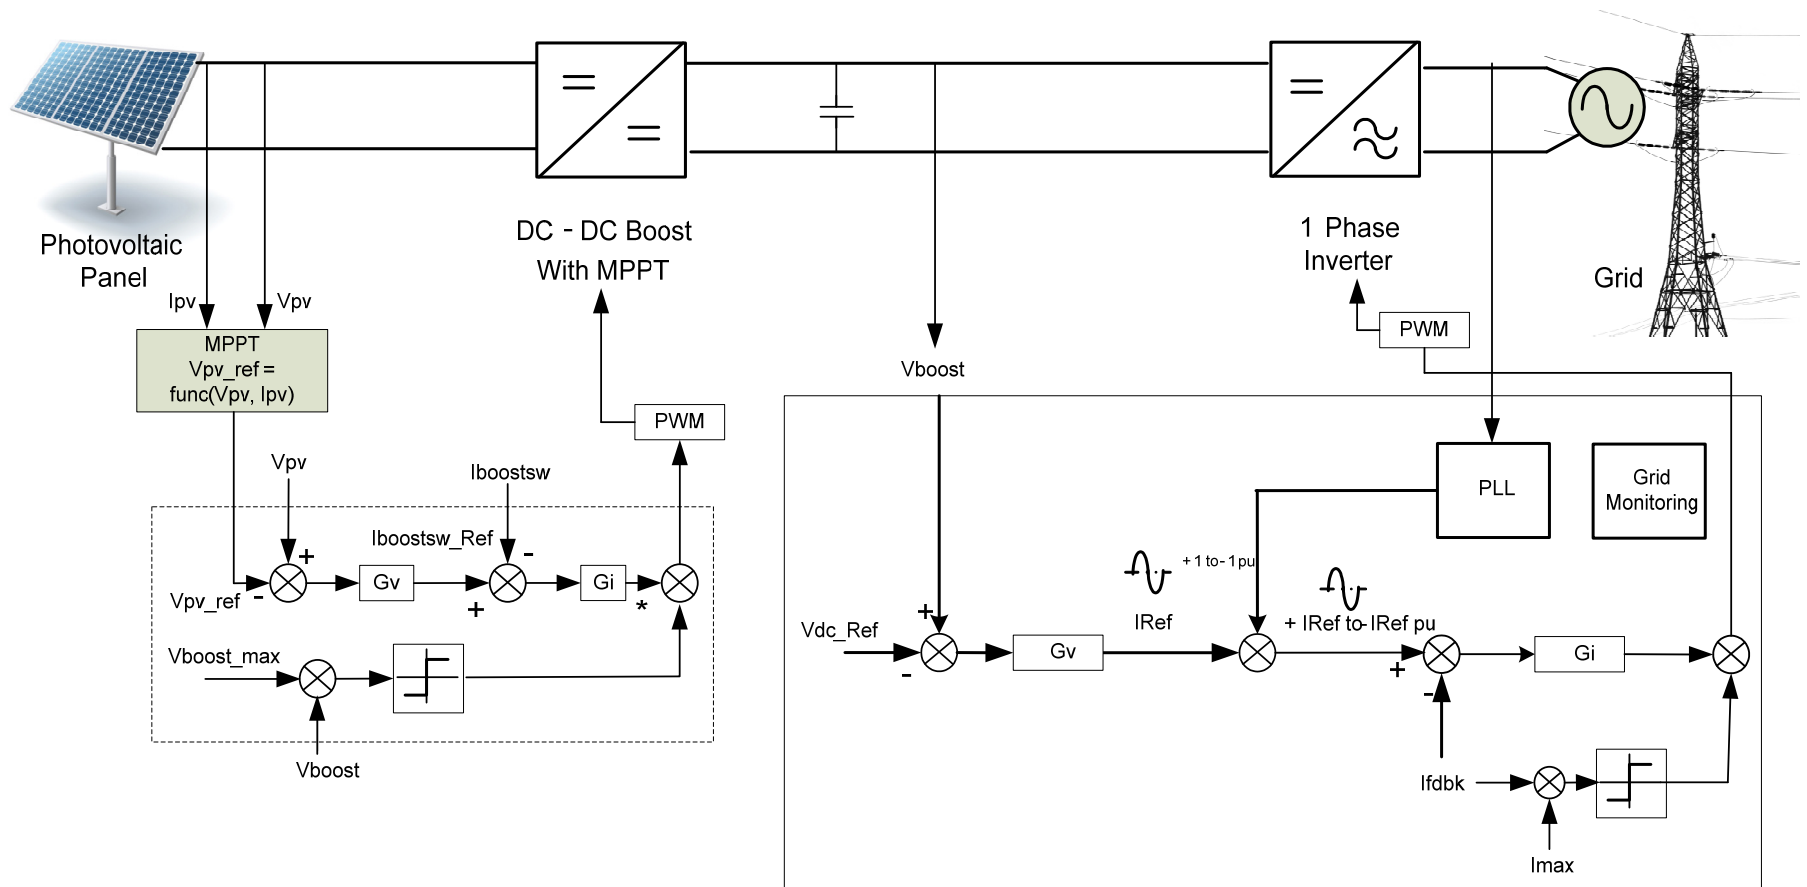 Photovoltaic
Panel
DC - DC Boost
With MPPT
1 Phase
Inverter
Grid
Ipv
Vpv
MPPT
Vpv_ref =
func(Vpv, Ipv)
PWM
Vboost
PWM
Vpv
Iboostsw
Iboostsw_Ref
+
-
Gv
Gi
Vpv_ref
-
+
*
Vboost_max
Vboost
PLL
Grid
Monitoring
+ 1 to - 1 pu
Vdc_Ref
+
-
Gv
IRef
+ IRef to - IRef pu
+
-
Gi
Ifdbk
Imax